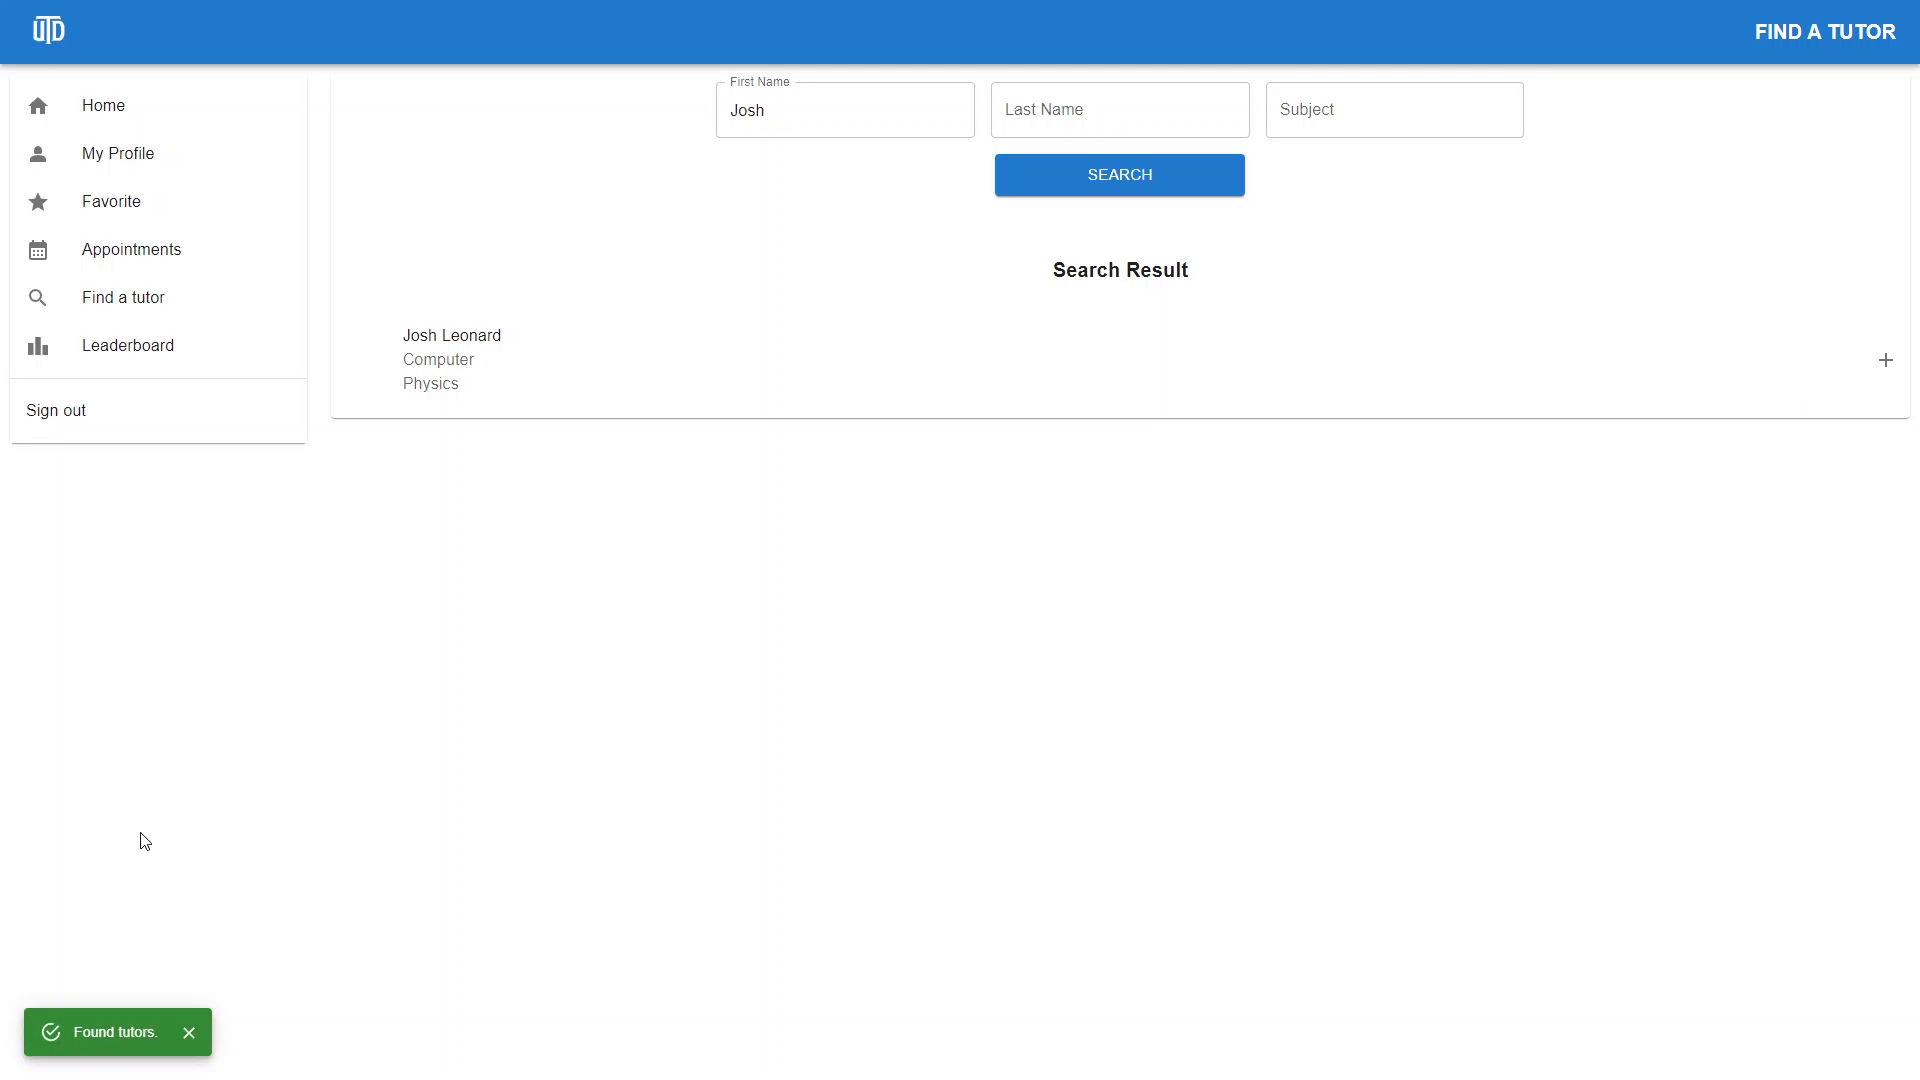 UTD
FIND A TUTOR
Home
My Profile
Favorite
Appointments
Find a tutor
Leaderboard
Sign out
First Name
Josh
Last Name
Subject
SEARCH
Search Result
Josh Leonard
Computer
Physics
Found tutors.